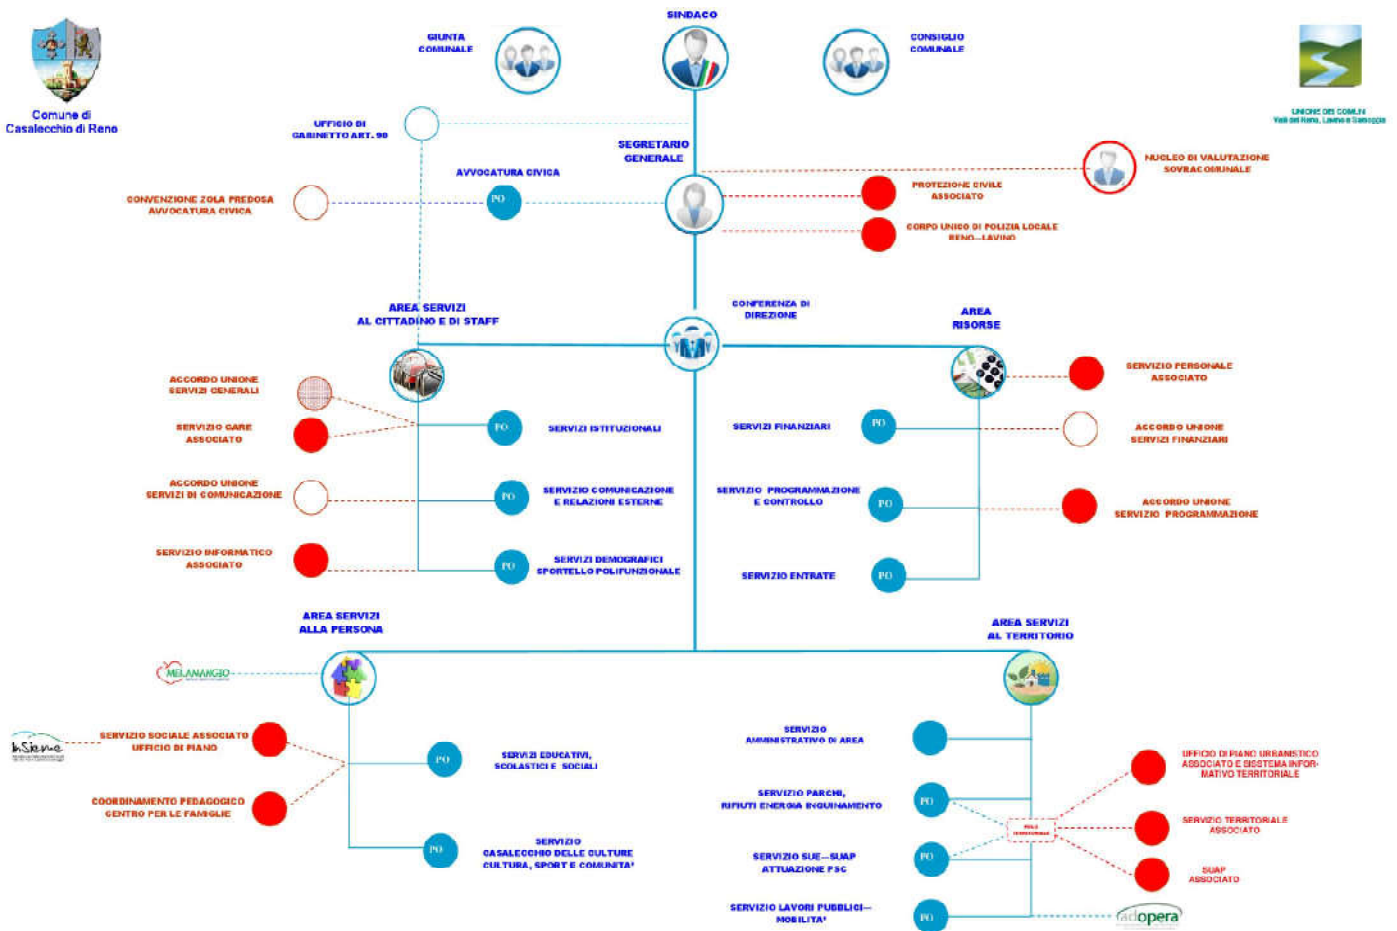 SINDACO
GIUNTA
COMUNALE
CONSIGLIO
COMUNALE
Comune di
Casalecchio di Reno
UNIONE DEI COMUNI
Valli del Reno, Lavino e Samoggia
UFFICIO DI
GABINETTO ART. 90
SEGRETARIO
GENERALE
NUCLEO DI VALUTAZIONE
SOVRACOMUNALE
AVVOCATURA CIVICA
PO
CONVENZIONE ZOLA PREDOSA
AVVOCATURA CIVICA
PROTEZIONE CIVILE
ASSOCIATO
CORPO UNICO DI POLIZIA LOCALE
RENO—LAVINO
AREA SERVIZI
AL CITTADINO E DI STAFF
CONFERENZA DI
DIREZIONE
AREA
RISORSE
ACCORDO UNIONE
SERVIZI GENERALI
SERVIZIO GARE
ASSOCIATO
PO
SERVIZI ISTITUZIONALI
ACCORDO UNIONE
SERVIZI DI COMUNICAZIONE
PO
SERVIZIO COMUNICAZIONE
E RELAZIONI ESTERNE
SERVIZIO INFORMATICO
ASSOCIATO
PO
SERVIZI DEMOGRAFICI
SPORTELLO POLIFUNZIONALE
SERVIZIO PERSONALE
ASSOCIATO
SERVIZI FINANZIARI
PO
ACCORDO UNIONE
SERVIZI FINANZIARI
SERVIZIO PROGRAMMAZIONE
E CONTROLLO
PO
ACCORDO UNIONE
SERVIZIO PROGRAMMAZIONE
SERVIZIO ENTRATE
PO
AREA SERVIZI
ALLA PERSONA
AREA SERVIZI
AL TERRITORIO
MELAMANGIO
InSieme
SERVIZIO SOCIALE ASSOCIATO
UFFICIO DI PIANO
PO
SERVIZI EDUCATIVI,
SCOLASTICI E SOCIALI
COORDINAMENTO PEDAGOGICO
CENTRO PER LE FAMIGLIE
PO
SERVIZIO
CASALECCHIO DELLE CULTURE
CULTURA, SPORT E COMUNITA'
SERVIZIO
AMMINISTRATIVO DI AREA
SERVIZIO PARCHI,
RIFIUTI ENERGIA INQUINAMENTO
PO
SERVIZIO SUE—SUAP
ATTUAZIONE PSC
PO
SERVIZIO LAVORI PUBBLICI—
MOBILITA'
PO
POLO
TERRITORIALE
UFFICIO DI PIANO URBANISTICO
ASSOCIATO E SISSTEMA INFOR-
MATIVO TERRITORIALE
SERVIZIO TERRITORIALE
ASSOCIATO
SUAP
ASSOCIATO
adopera